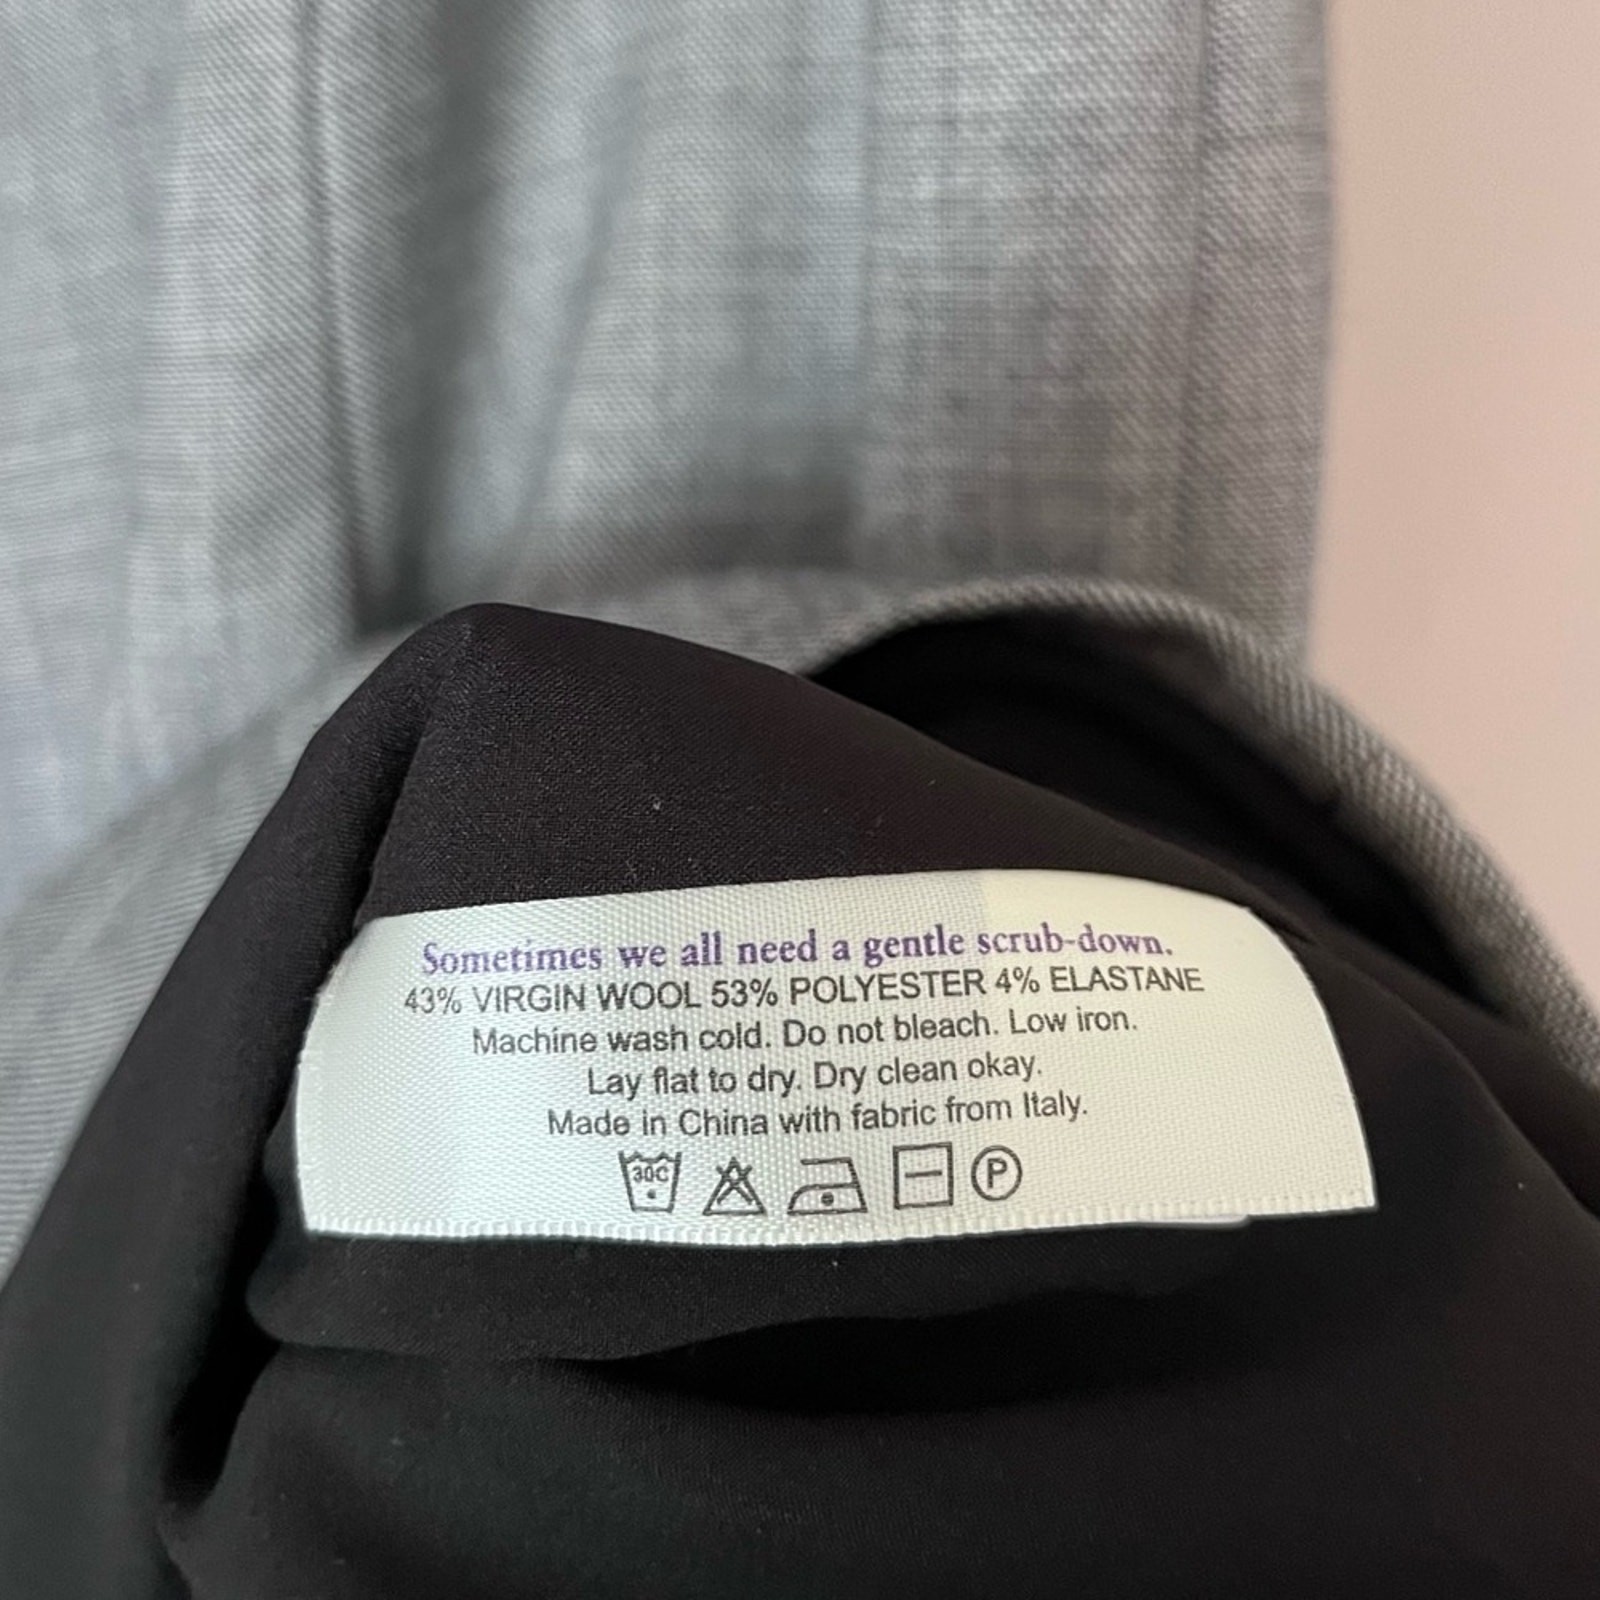 Sometimes we all need a gentle scrub-down.
43% VIRGIN WOOL 53% POLYESTER 4% ELASTANE
Machine wash cold. Do not bleach. Low iron.
Lay flat to dry. Dry clean okay.
Made in China with fabric from Italy.
30C P